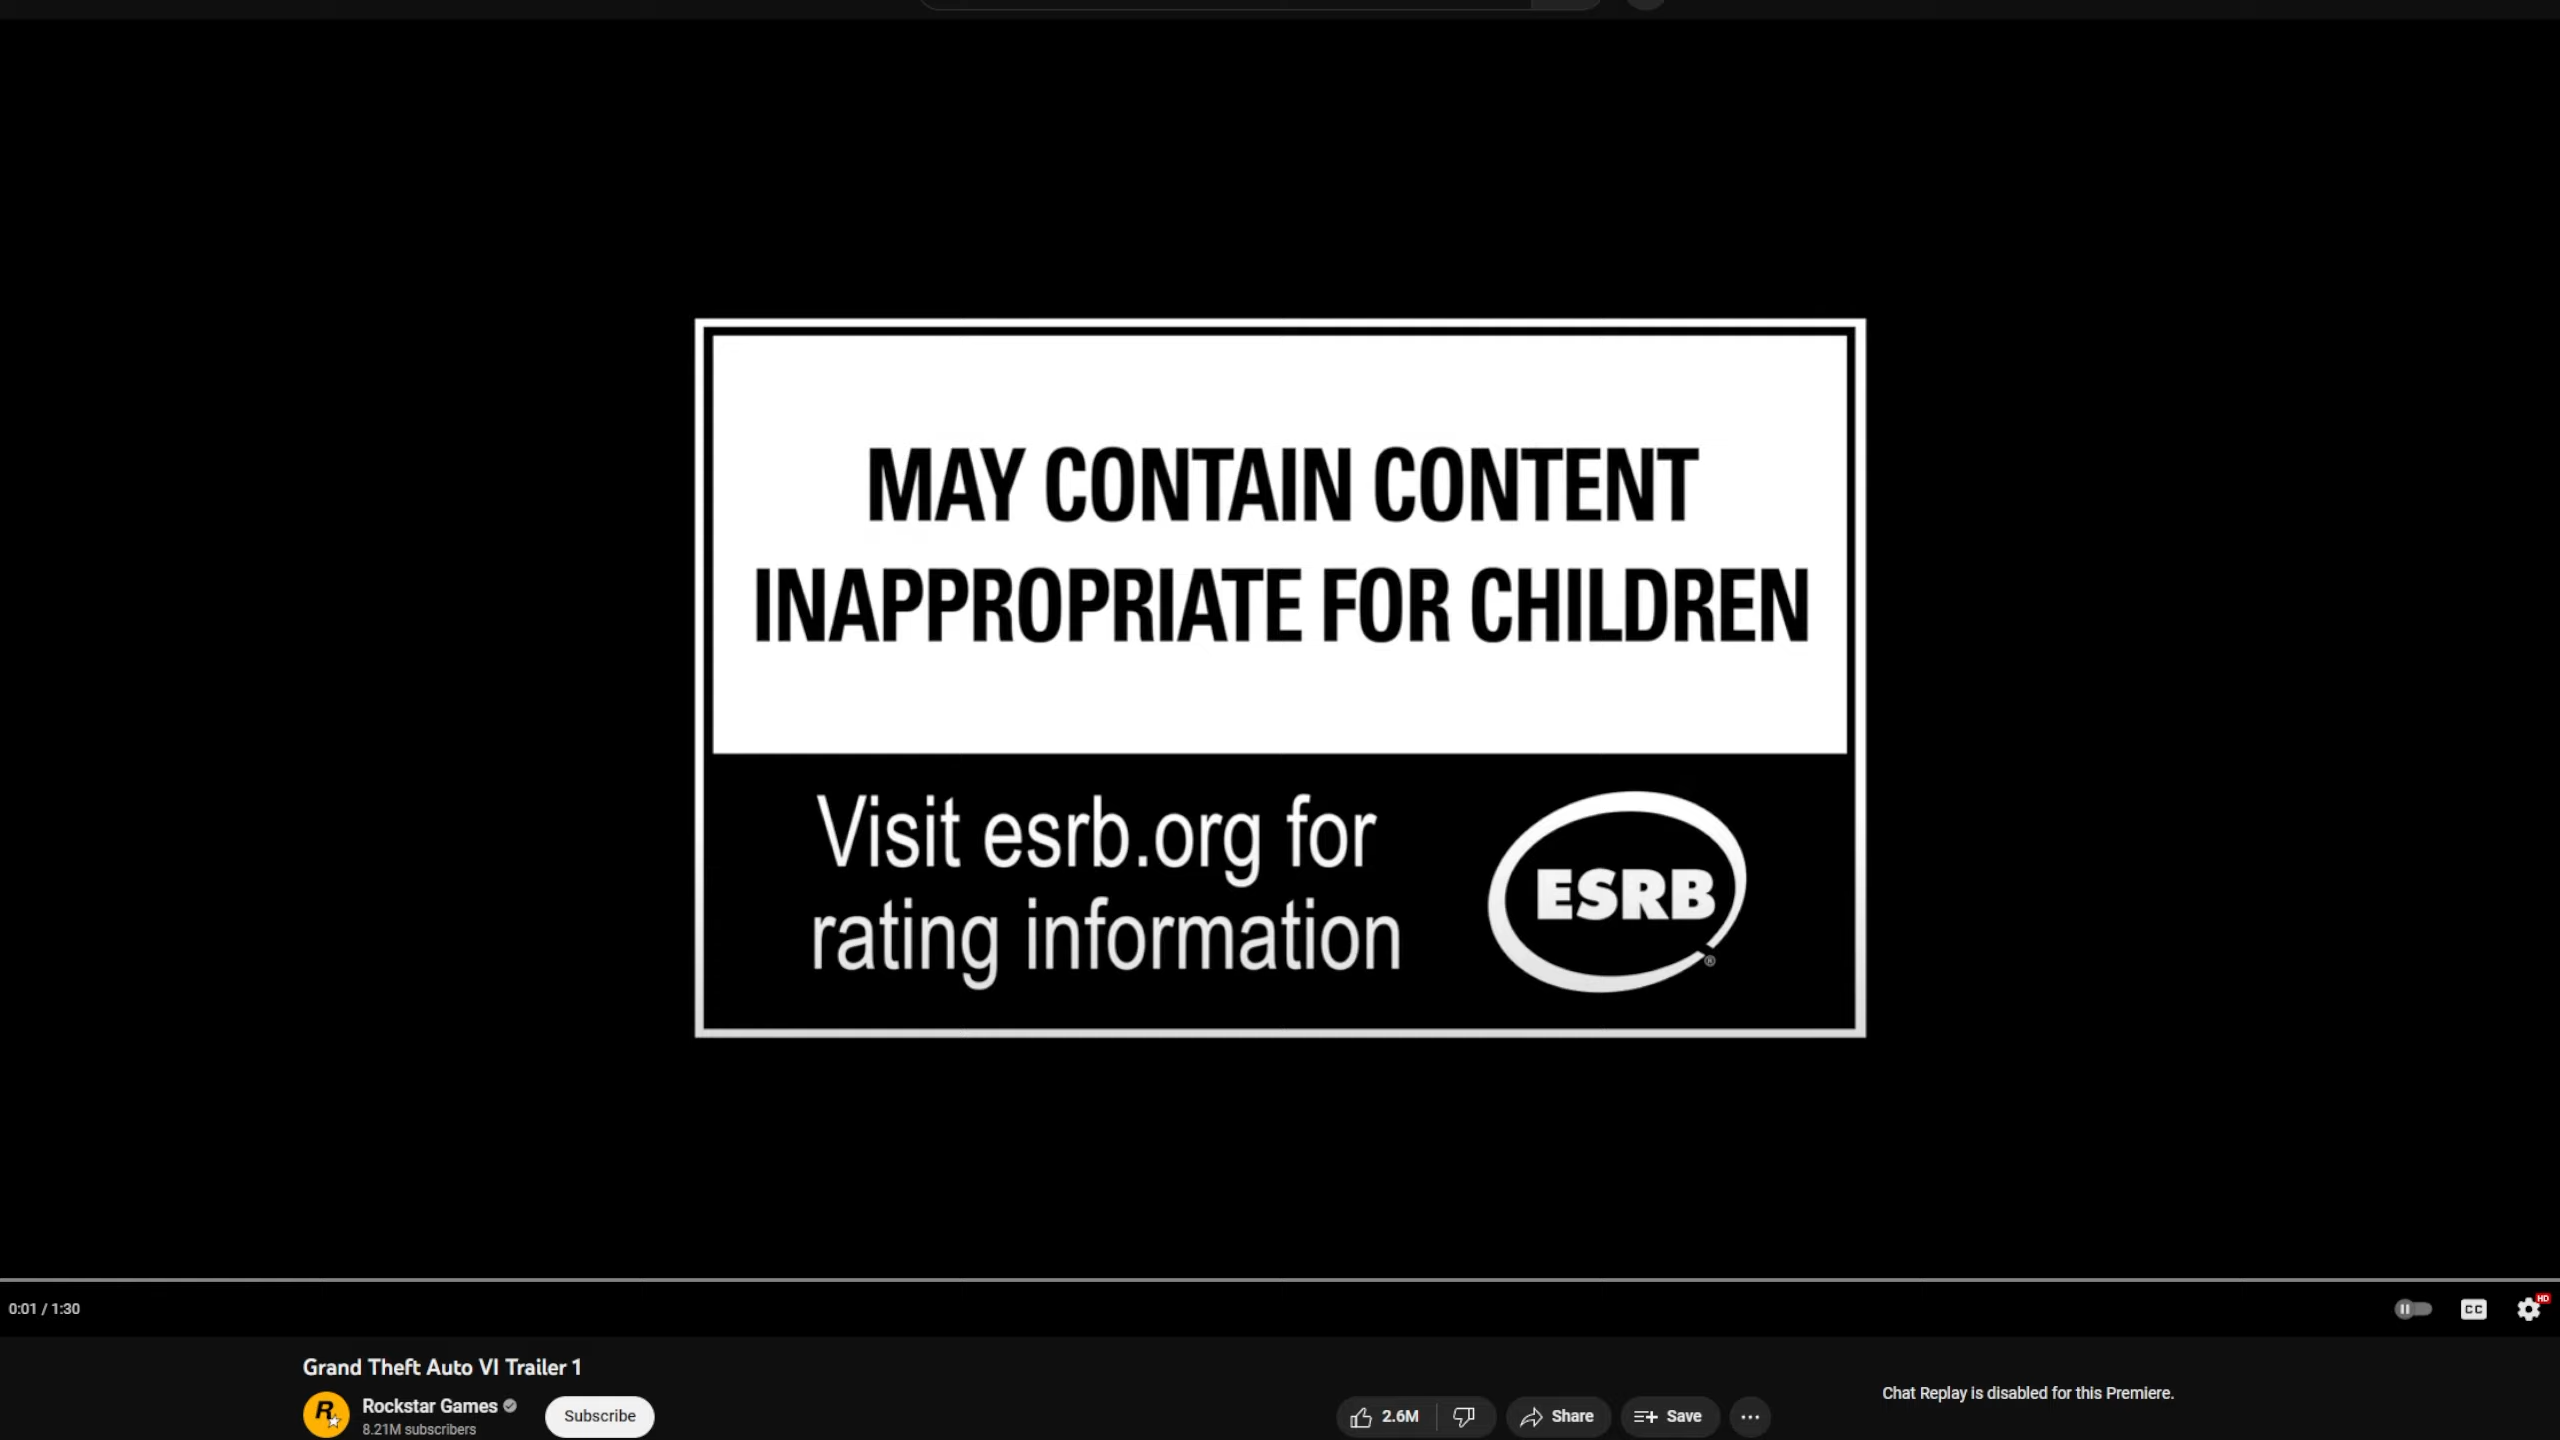 MAY CONTAIN CONTENT
INAPPROPRIATE FOR CHILDREN
Visit esrb.org for
rating information
ESRB
®
0:01 / 1:30
CC
HD
Grand Theft Auto VI Trailer 1
R
Rockstar Games
8.21M subscribers
Subscribe
2.6M
Share
Save
Chat Replay is disabled for this Premiere.